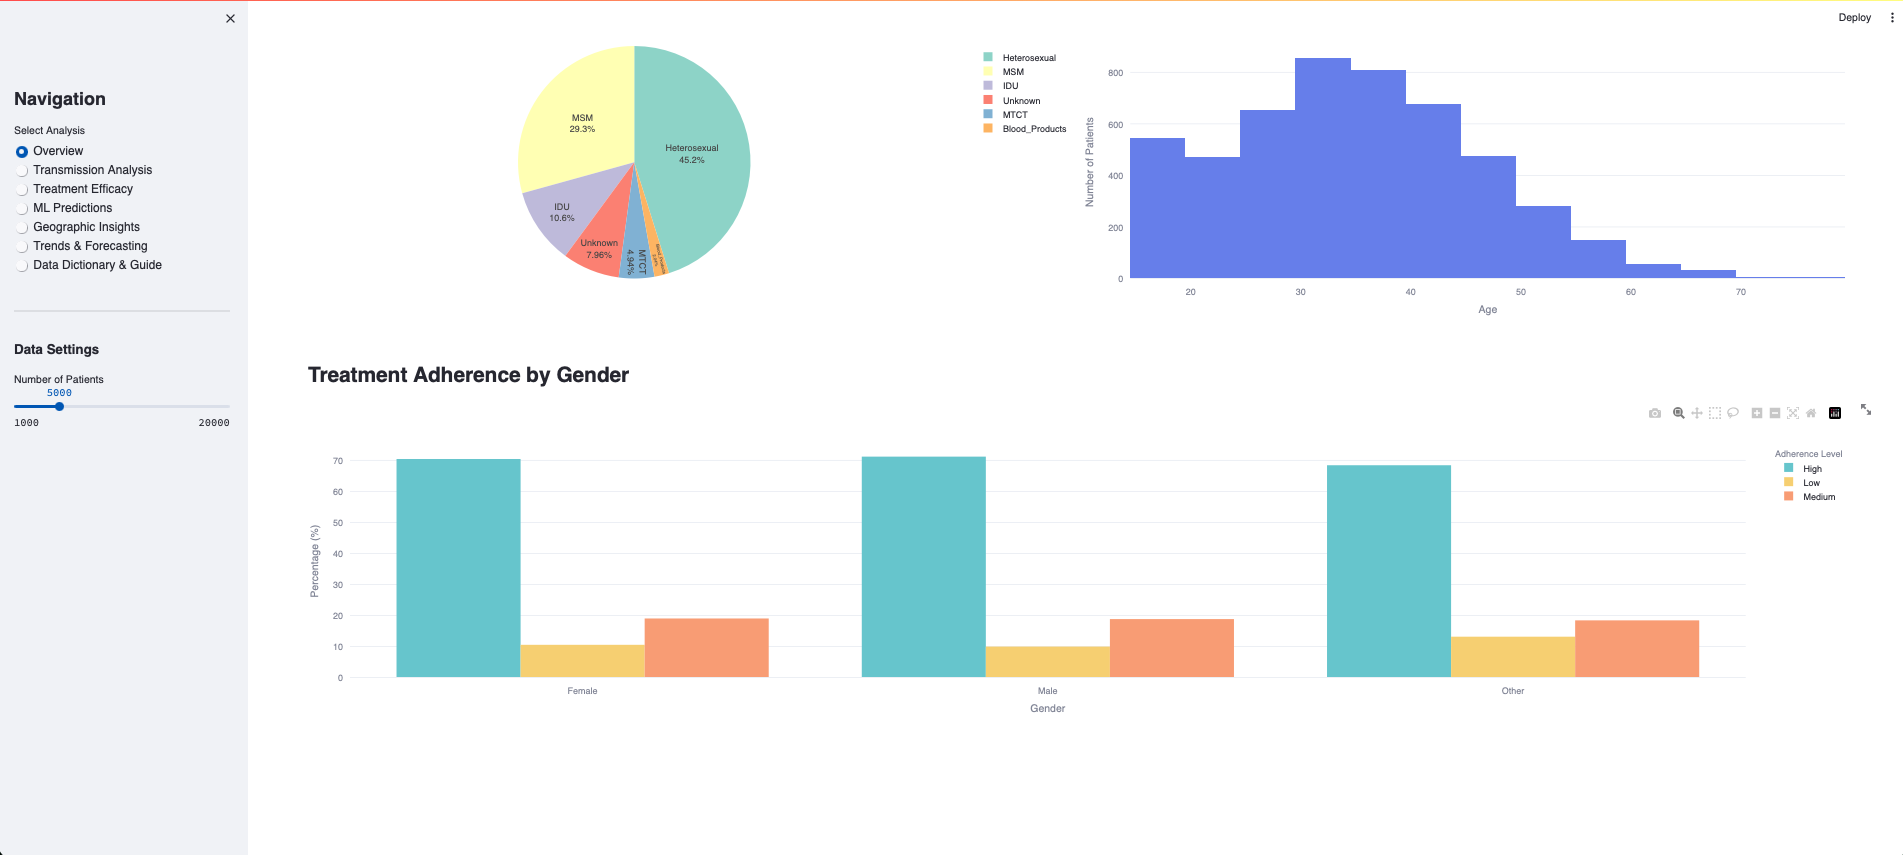 Deploy
Navigation
Select Analysis
Overview
Transmission Analysis
Treatment Efficacy
ML Predictions
Geographic Insights
Trends & Forecasting
Data Dictionary & Guide
Data Settings
Number of Patients
5000
1000 20000
MSM
29.3%
Heterosexual
45.2%
IDU
10.6%
Unknown
7.96%
MTCT
4.94%
Heterosexual
MSM
IDU
Unknown
MTCT
Blood_Products
Number of Patients
800
600
400
200
0
20 30 40 50 60 70
Age
Treatment Adherence by Gender
Percentage (%)
70
60
50
40
30
20
10
0
Female Male Other
Gender
Adherence Level
High
Low
Medium